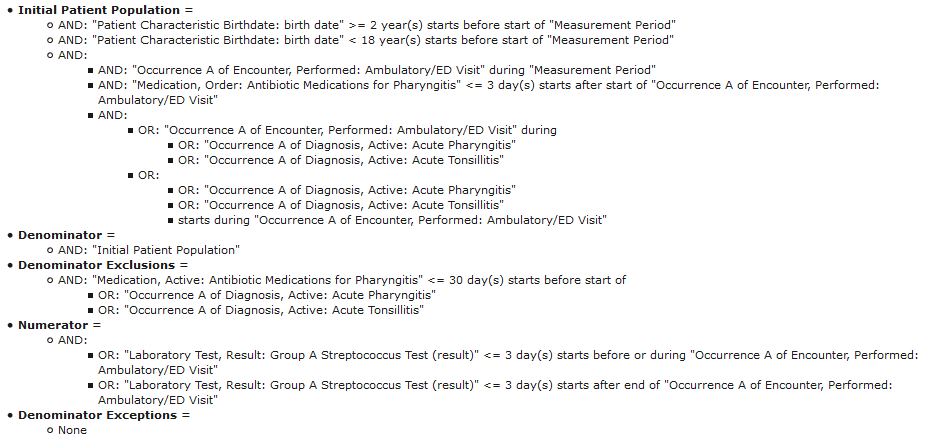 • Initial Patient Population =
o AND: "Patient Characteristic Birthdate: birth date" >= 2 year(s) starts before start of "Measurement Period"
o AND: "Patient Characteristic Birthdate: birth date" < 18 year(s) starts before start of "Measurement Period"
o AND:
▪ AND: "Occurrence A of Encounter, Performed: Ambulatory/ED Visit" during "Measurement Period"
▪ AND: "Medication, Order: Antibiotic Medications for Pharyngitis" <= 3 day(s) starts after start of "Occurrence A of Encounter, Performed:
Ambulatory/ED Visit"
▪ AND:
▪ OR: "Occurrence A of Encounter, Performed: Ambulatory/ED Visit" during
▪ OR: "Occurrence A of Diagnosis, Active: Acute Pharyngitis"
▪ OR: "Occurrence A of Diagnosis, Active: Acute Tonsillitis"
▪ OR:
▪ OR: "Occurrence A of Diagnosis, Active: Acute Pharyngitis"
▪ OR: "Occurrence A of Diagnosis, Active: Acute Tonsillitis"
▪ starts during "Occurrence A of Encounter, Performed: Ambulatory/ED Visit"
• Denominator =
o AND: "Initial Patient Population"
• Denominator Exclusions =
o AND: "Medication, Active: Antibiotic Medications for Pharyngitis" <= 30 day(s) starts before start of
▪ OR: "Occurrence A of Diagnosis, Active: Acute Pharyngitis"
▪ OR: "Occurrence A of Diagnosis, Active: Acute Tonsillitis"
• Numerator =
o AND:
▪ OR: "Laboratory Test, Result: Group A Streptococcus Test (result)" <= 3 day(s) starts before or during "Occurrence A of Encounter, Performed:
Ambulatory/ED Visit"
▪ OR: "Laboratory Test, Result: Group A Streptococcus Test (result)" <= 3 day(s) starts after end of "Occurrence A of Encounter, Performed:
Ambulatory/ED Visit"
• Denominator Exceptions =
o None